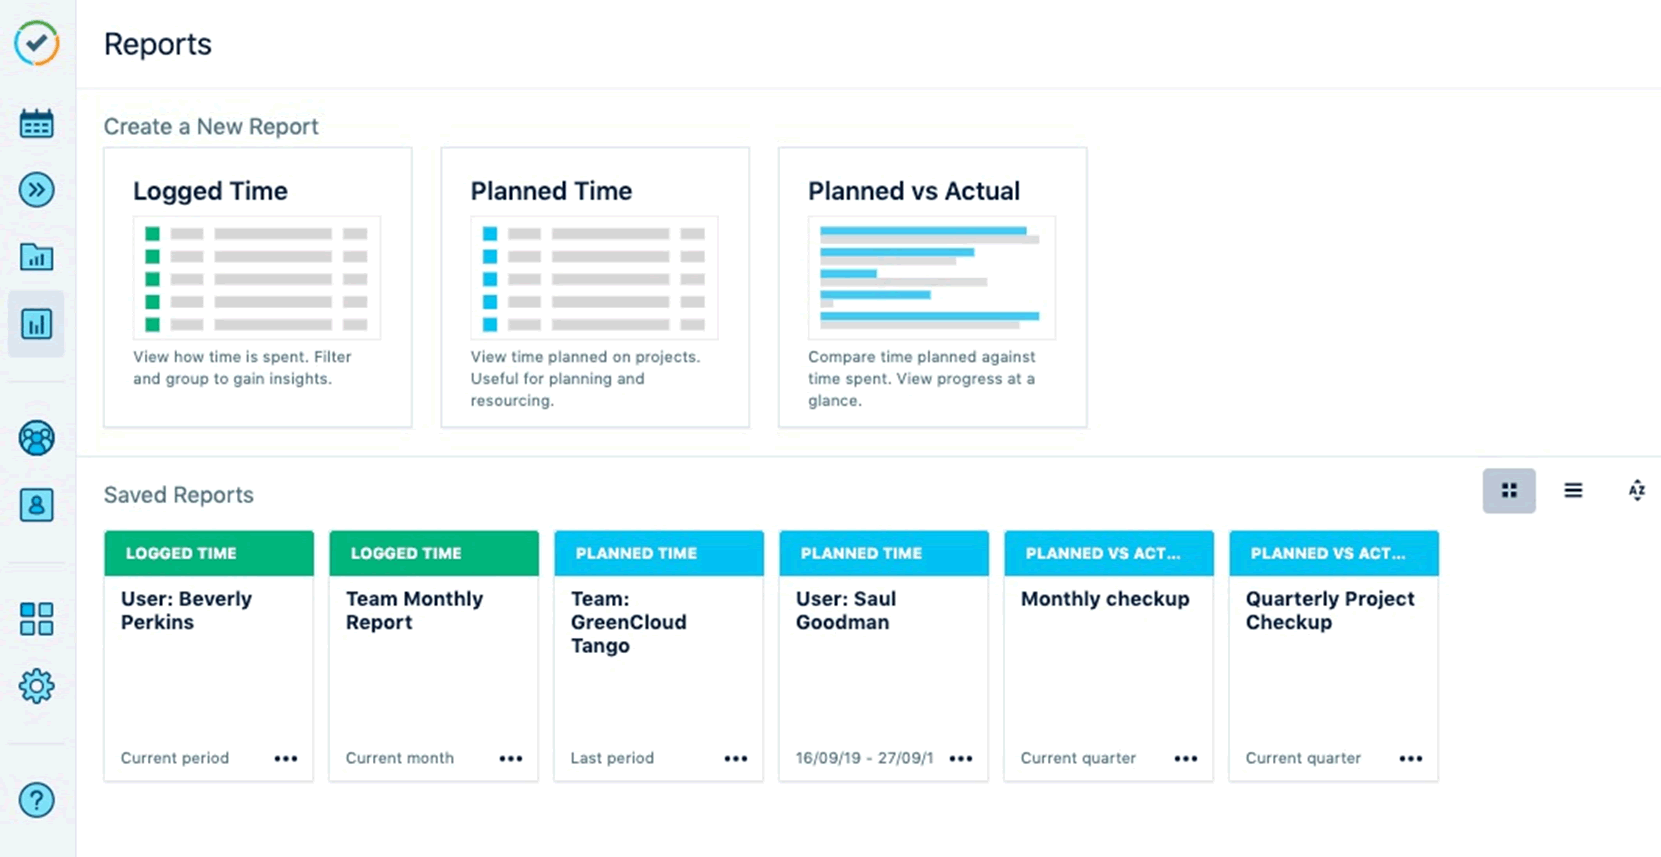 Reports
Create a New Report
Logged Time
View how time is spent. Filter
and group to gain insights.
Planned Time
View time planned on projects.
Useful for planning and
resourcing.
Planned vs Actual
Compare time planned against
time spent. View progress at a
glance.
Saved Reports
AZ
LOGGED TIME
User: Beverly
Perkins
Current period
LOGGED TIME
Team Monthly
Report
Current month
PLANNED TIME
Team:
GreenCloud
Tango
Last period
PLANNED TIME
User: Saul
Goodman
16/09/19 - 27/09/1
PLANNED VS ACT...
Monthly checkup
Current quarter
PLANNED VS ACT...
Quarterly Project
Checkup
Current quarter
?